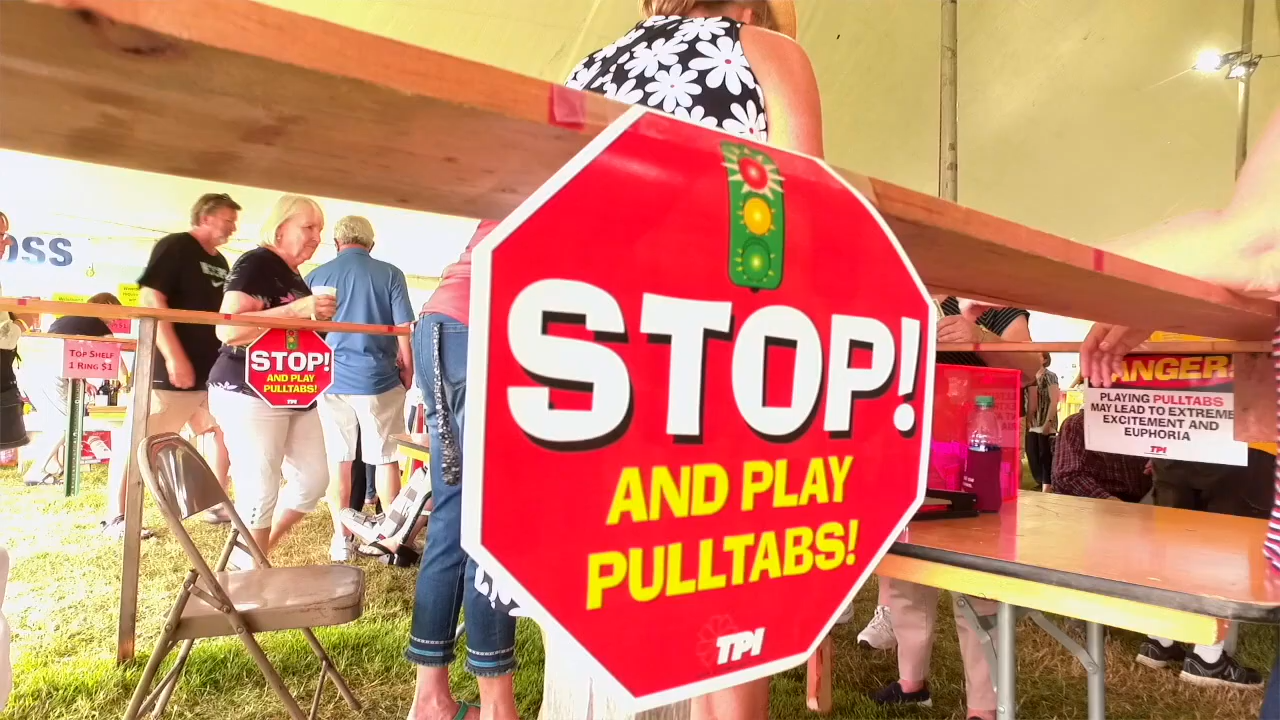 STOP!
AND PLAY
PULLTABS!
TPI
OSS
TOP SHELF
1 RING $1
STOP!
AND PLAY
PULLTABS!
TPI
ANGER!
PLAYING PULLTABS
MAY LEAD TO EXTREME
EXCITEMENT AND
EUPHORIA
TPI